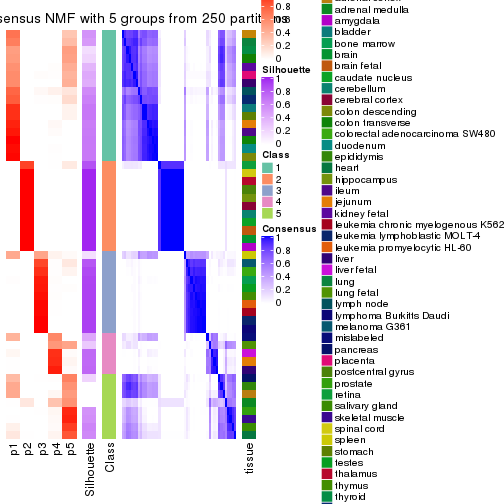 sensus NMF with 5 groups from 250 partitions
0.8
0.6
0.4
0.2
0
Silhouette
1
0.8
0.6
0.4
0.2
0
Class
1
2
3
4
5
Consensus
1
0.8
0.6
0.4
0.2
0
adrenal medulla
amygdala
bladder
bone marrow
brain
brain fetal
caudate nucleus
cerebellum
cerebral cortex
colon descending
colon transverse
colorectal adenocarcinoma SW480
duodenum
epididymis
heart
hippocampus
ileum
jejunum
kidney fetal
leukemia chronic myelogenous K562
leukemia lymphoblastic MOLT-4
leukemia promyelocytic HL-60
liver
liver fetal
lung
lung fetal
lymph node
lymphoma Burkitts Daudi
melanoma G361
mislabeled
pancreas
placenta
postcentral gyrus
prostate
retina
salivary gland
skeletal muscle
spinal cord
spleen
stomach
testes
thalamus
thymus
thyroid
p1
p2
p3
p4
p5
Silhouette
Class
tissue